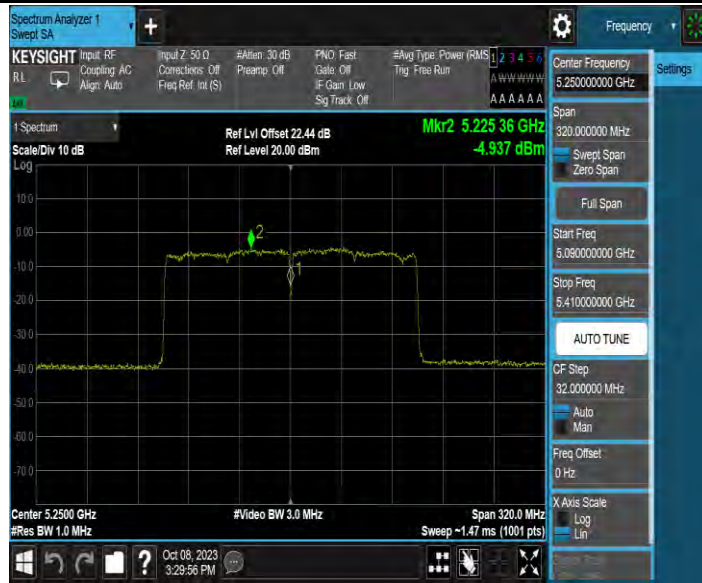 Spectrum Analyzer 1
Swept SA
+
Frequency
KEYSIGHT
RL
Input: RF
Coupling: AC
Align: Auto
Input Z: 50 Ω
Corrections: Off
Freq Ref: Int (S)
#Atten: 30 dB
Preamp: Off
PNO: Fast
Gate: Off
IF Gain: Low
Sig Track: Off
#Avg Type: Power (RMS
Trig: Free Run
1 2 3 4 5 6
A W W W W W
A A A A A A
Center Frequency
5.250000000 GHz
Settings
Span
320.000000 MHz
Swept Span
Zero Span
Full Span
Start Freq
5.090000000 GHz
Stop Freq
5.410000000 GHz
AUTO TUNE
CF Step
32.000000 MHz
Auto
Man
Freq Offset
0 Hz
X Axis Scale
Log
Lin
1 Spectrum
Scale/Div 10 dB
Ref Lvl Offset 22.44 dB
Ref Level 20.00 dBm
Mkr2 5.225 36 GHz
-4.937 dBm
Log
10.0
0.00
-10.0
-20.0
-30.0
-40.0
-50.0
-60.0
-70.0
2
1
Center 5.2500 GHz
#Res BW 1.0 MHz
#Video BW 3.0 MHz
Span 320.0 MHz
Sweep ~1.47 ms (1001 pts)
?
Oct 08, 2023
3:29:56 PM